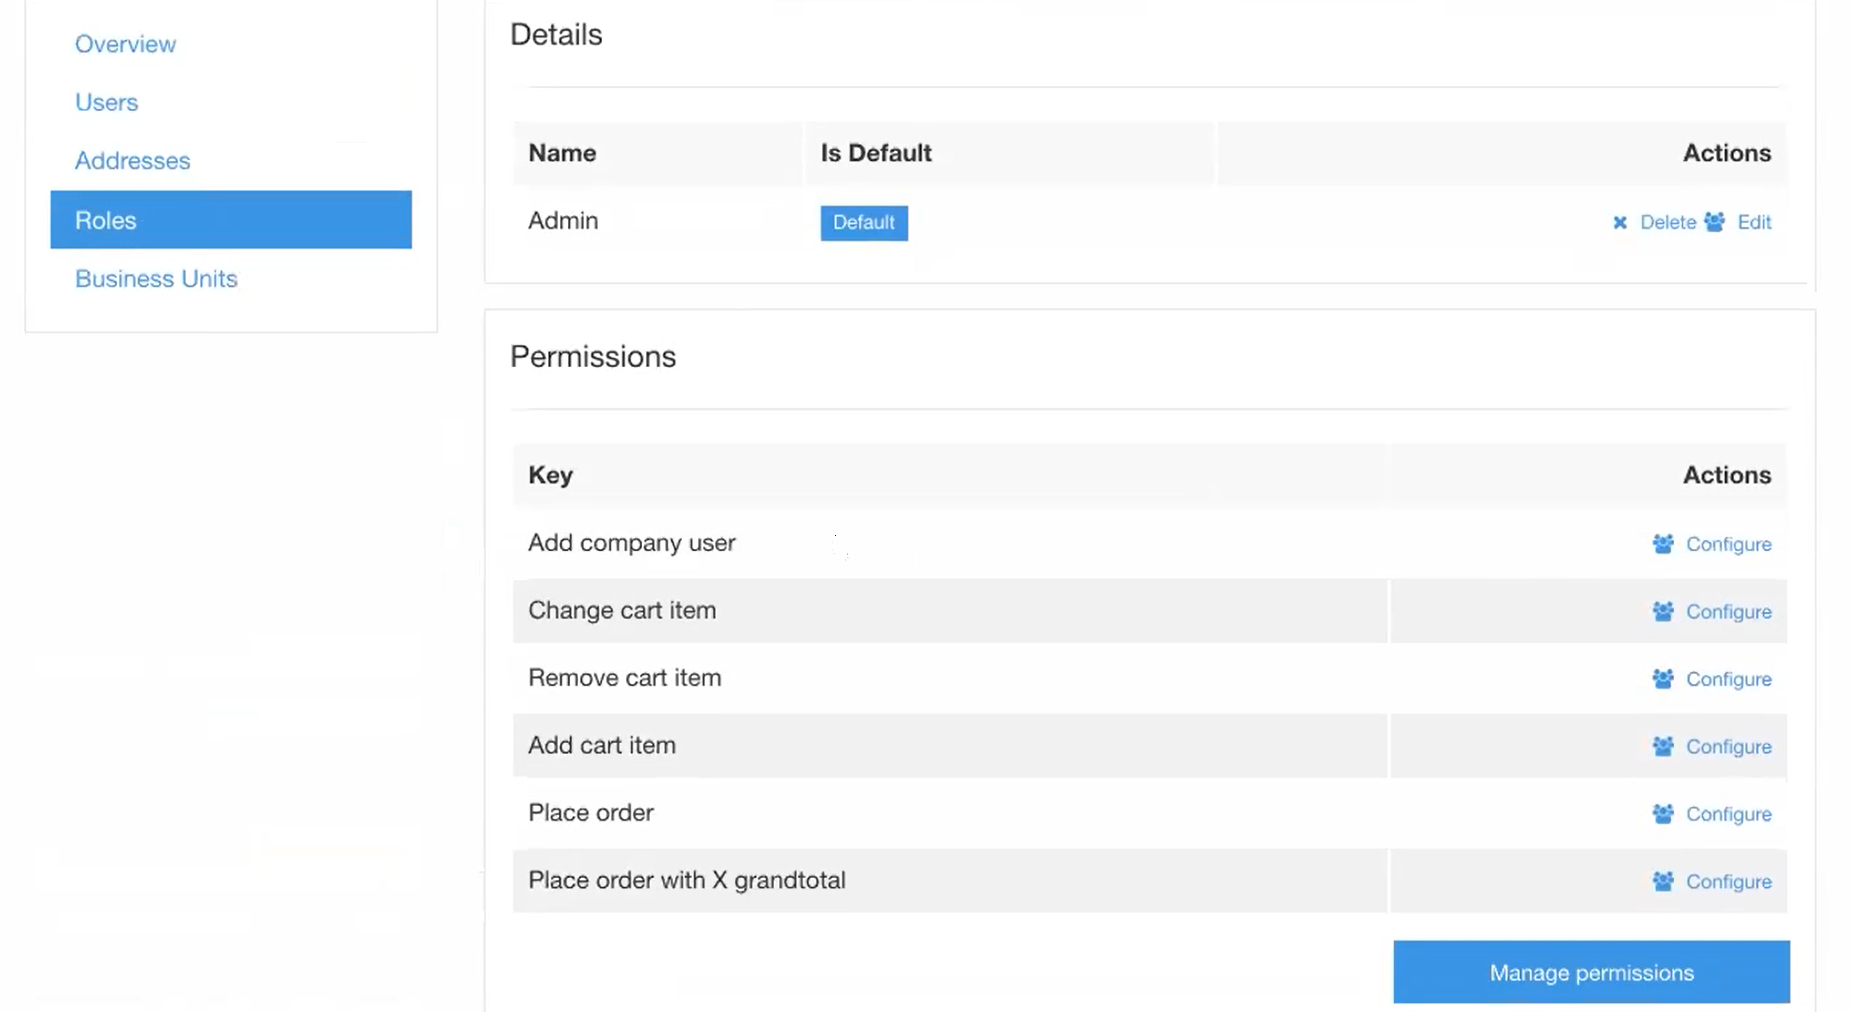 Overview
Users
Addresses
Roles
Business Units
Details
Name Is Default Actions
Admin Default Delete Edit
Permissions
Key Actions
Add company user Configure
Change cart item Configure
Remove cart item Configure
Add cart item Configure
Place order Configure
Place order with X grandtotal Configure
Manage permissions